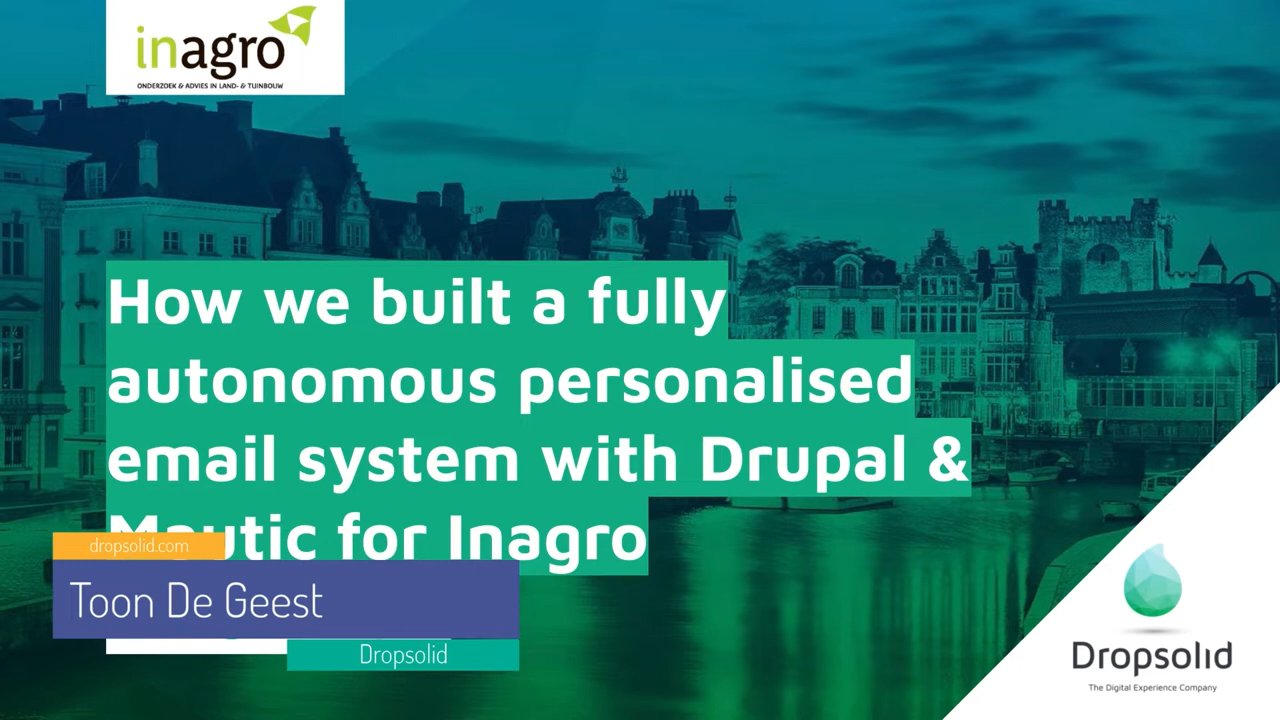 inagro
ONDERZOEK & ADVIES IN LAND- & TUINBOUW
How we built a fully
autonomous personalised
email system with Drupal &
Mautic for Inagro
dropsolid.com
Toon De Geest
Dropsolid
Dropsolid
The Digital Experience Company